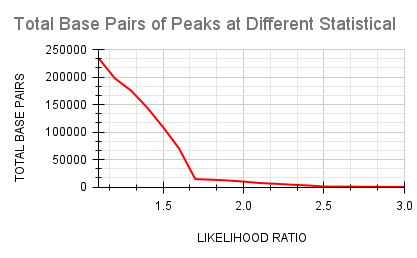 Total Base Pairs of Peaks at Different Statistical
250000
200000
150000
100000
50000
0
TOTAL BASE PAIRS
1.5 2.0 2.5 3.0
LIKELIHOOD RATIO